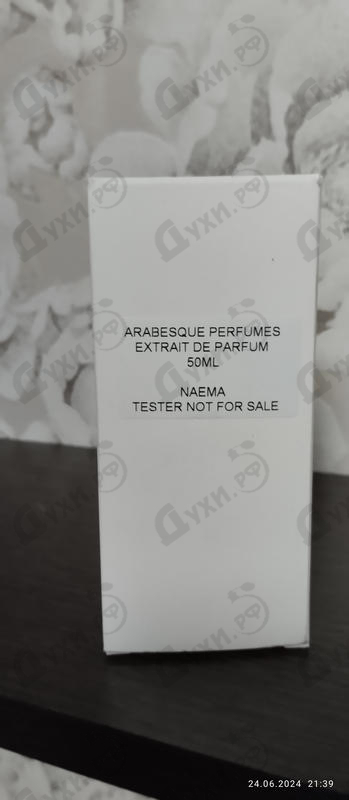 ARABESQUE PERFUMES
EXTRAIT DE PARFUM
50ML
NAEMA
TESTER NOT FOR SALE
Духи.рф
24.06.2024 21:39